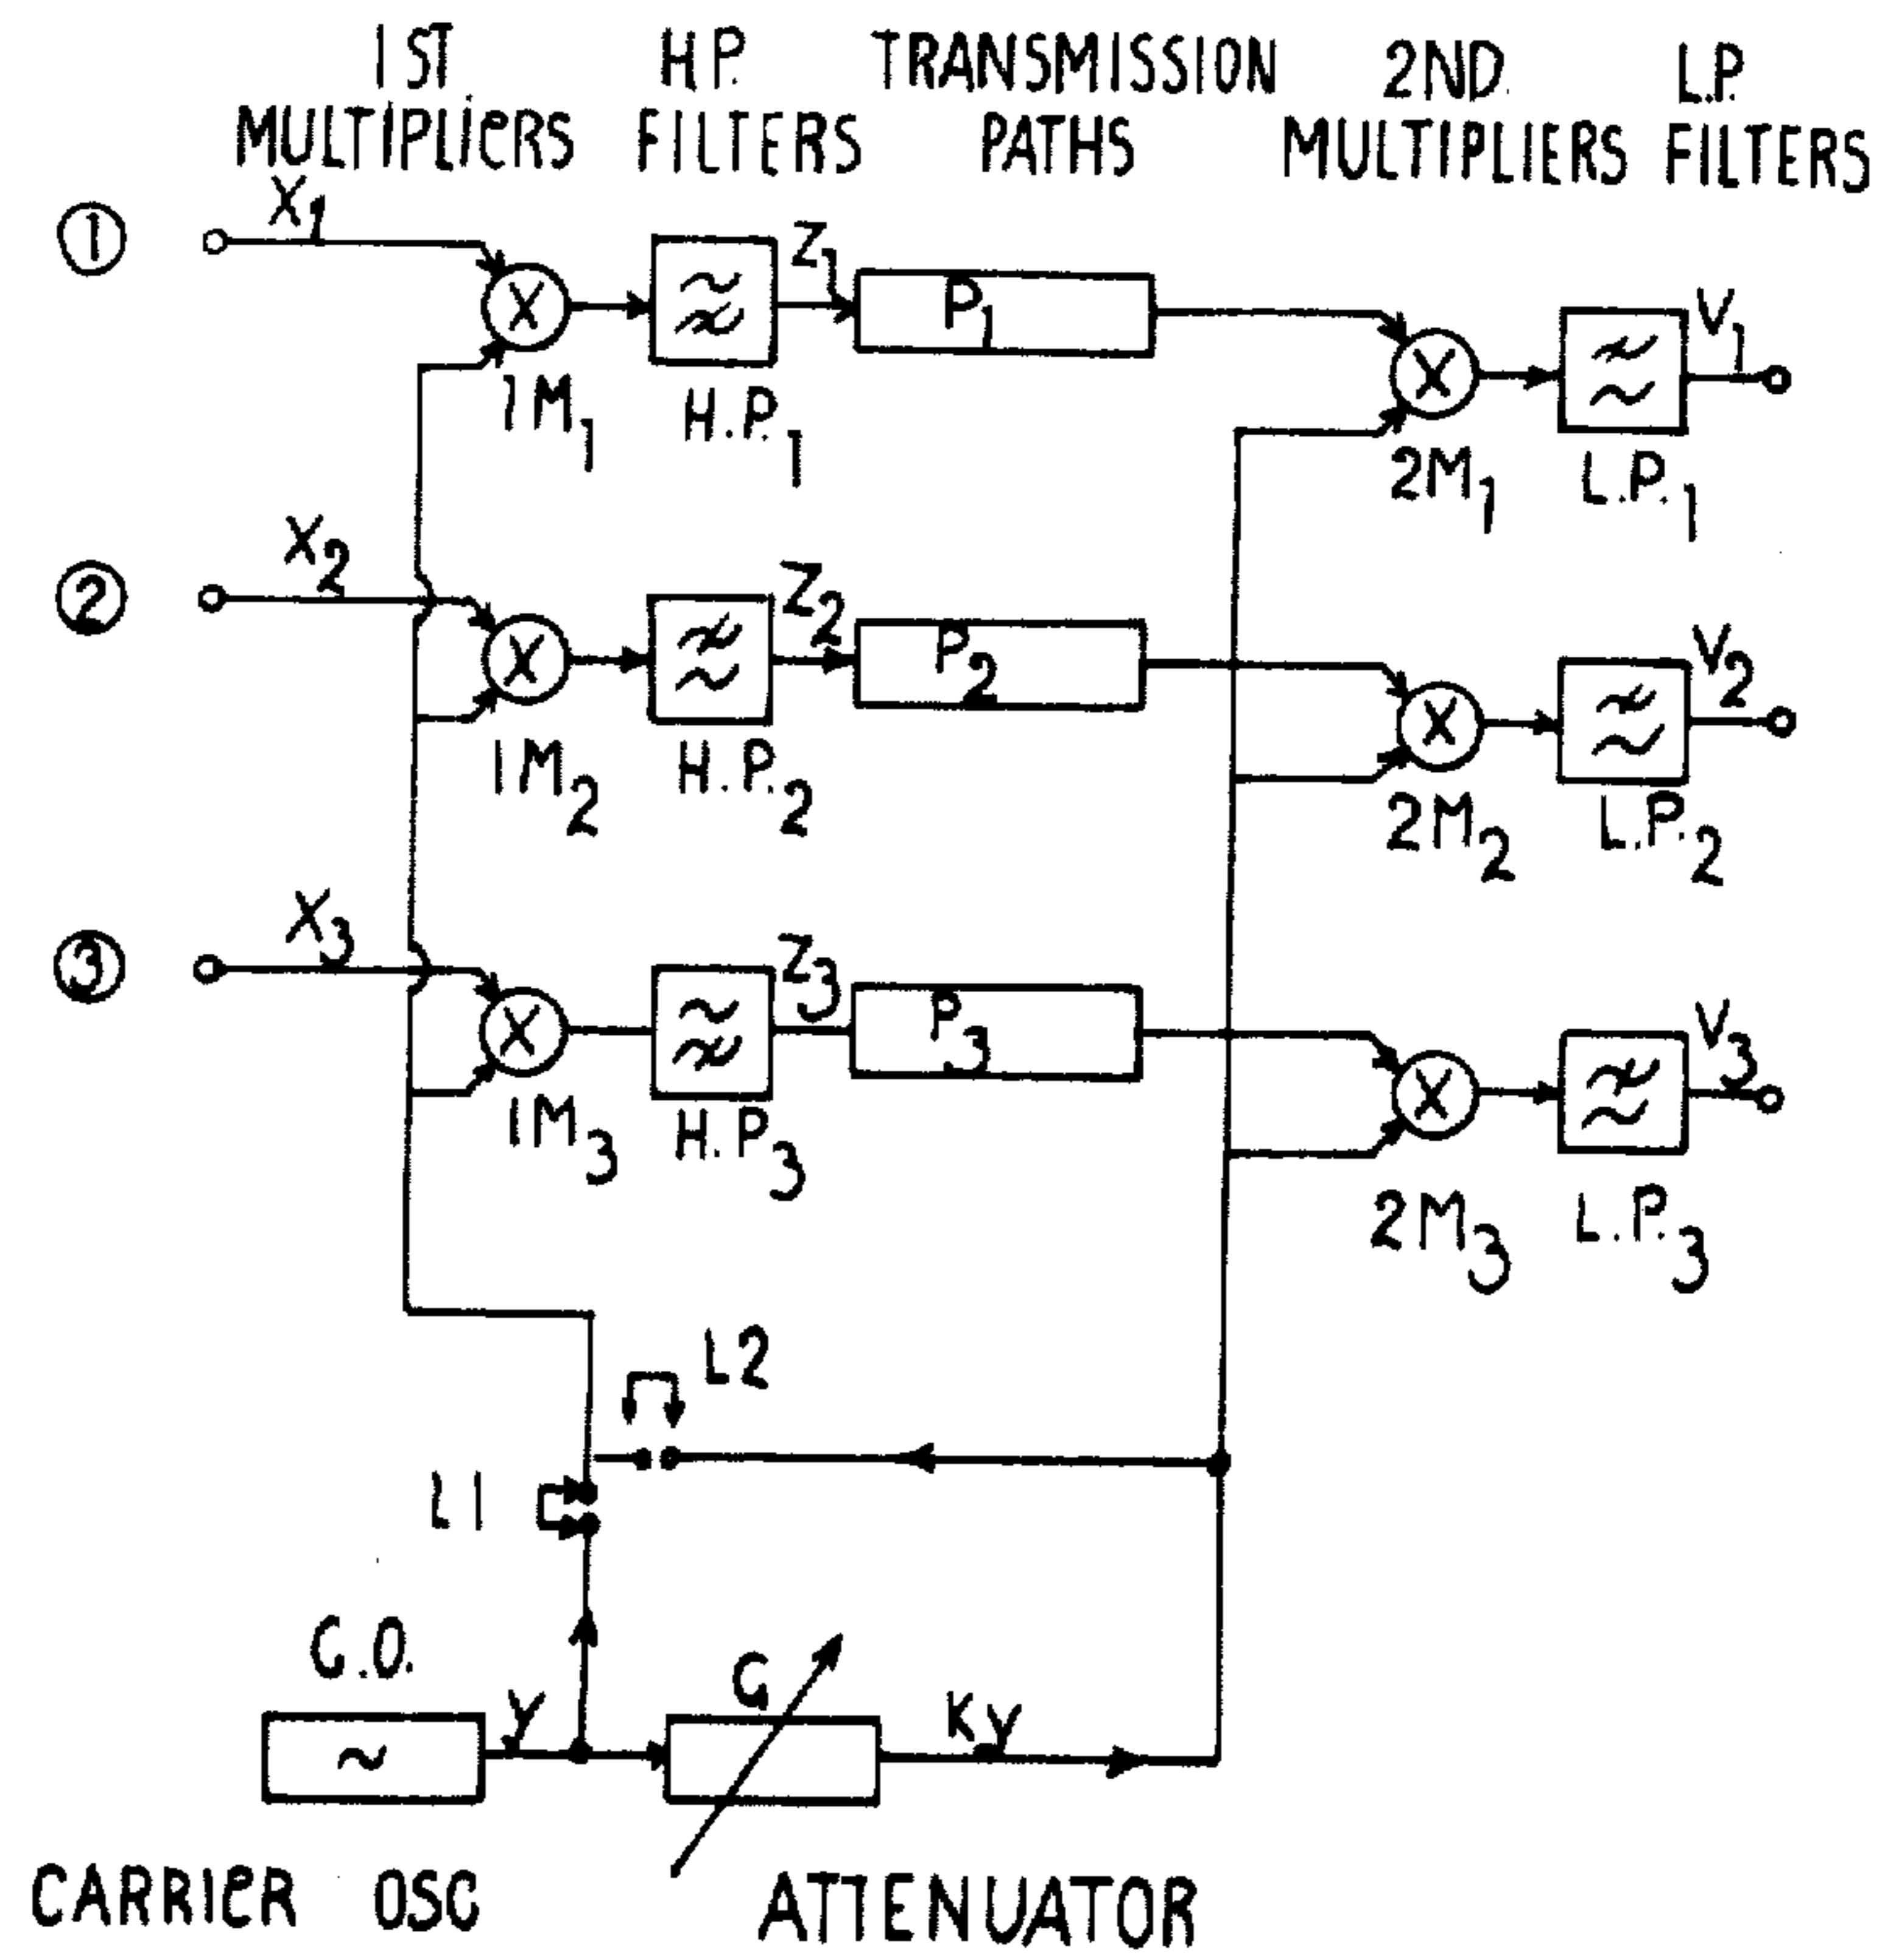 1ST MULTIPLIERS
H.P. FILTERS
TRANSMISSION PATHS
2ND. MULTIPLIERS
L.P. FILTERS
1
X1
Z1
P1
V1
1M1
H.P.1
2M1
L.P.1
2
X2
Z2
P2
V2
1M2
H.P.2
2M2
L.P.2
3
X3
Z3
P3
V3
1M3
H.P3
2M3
L.P.3
L2
L1
C.O.
Y
G
KY
CARRIER OSC
ATTENUATOR